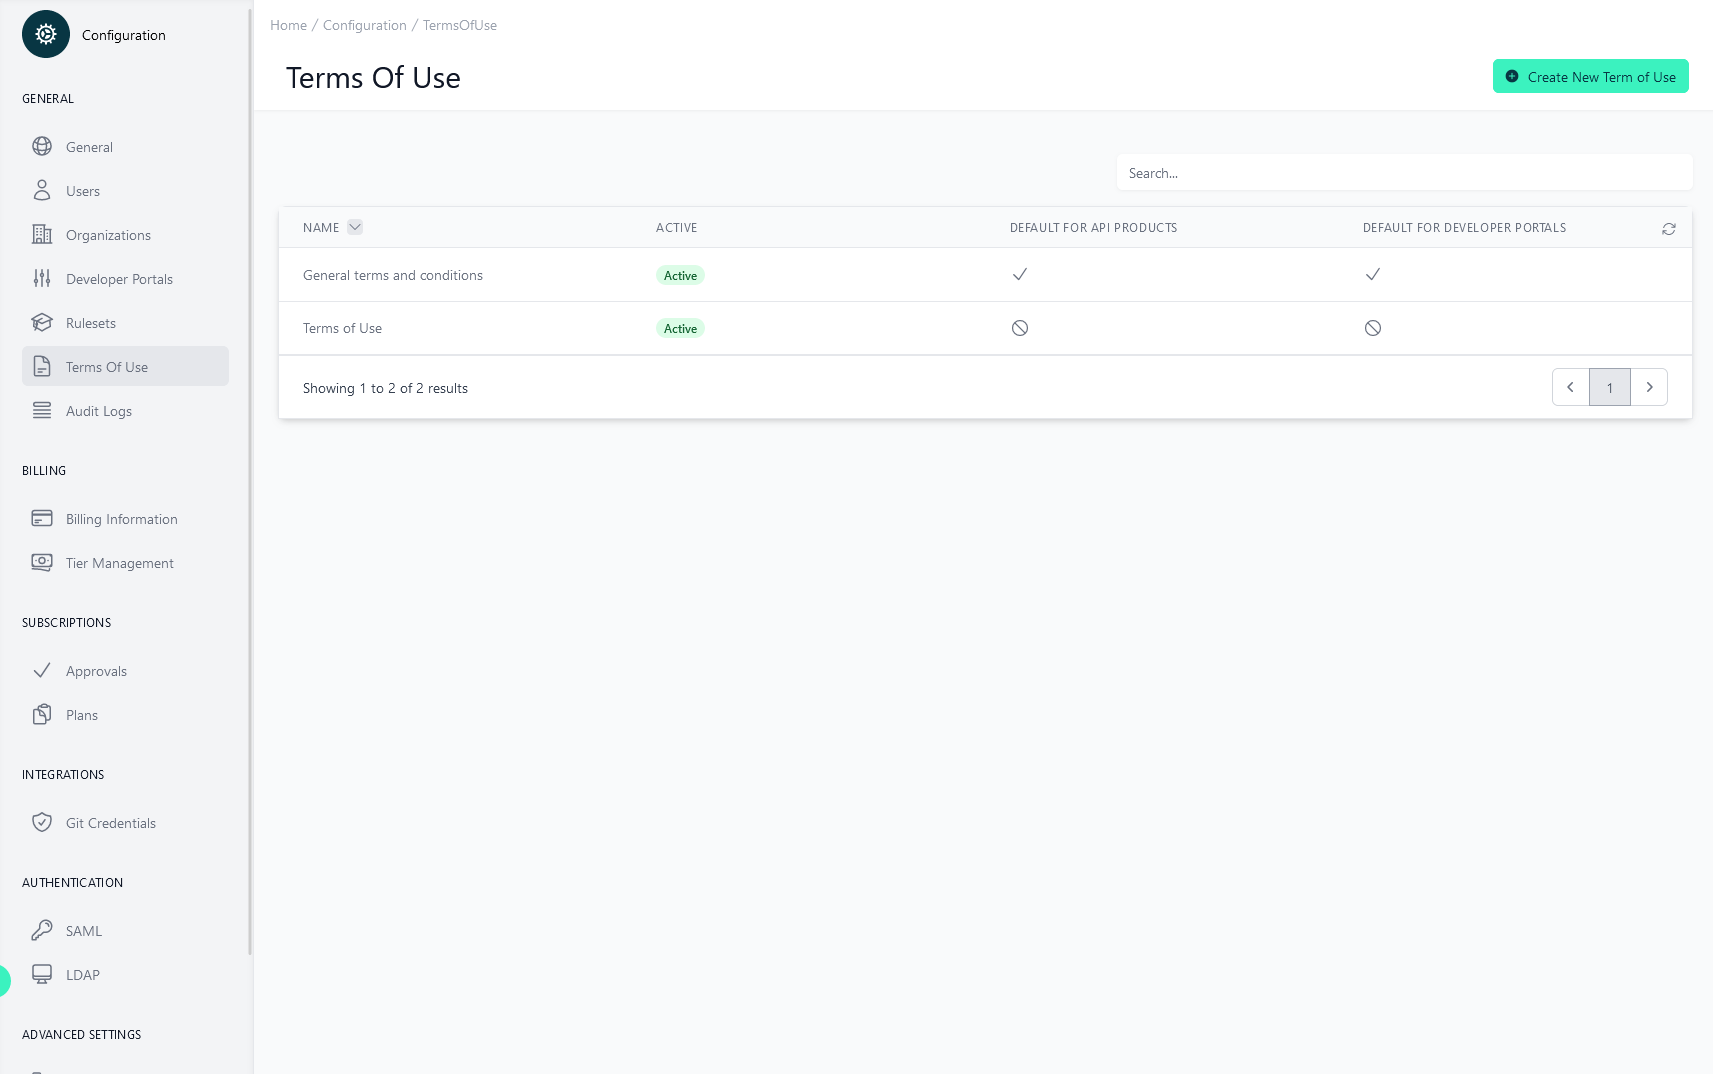 Configuration
GENERAL
General
Users
Organizations
Developer Portals
Rulesets
Terms Of Use
Audit Logs
BILLING
Billing Information
Tier Management
SUBSCRIPTIONS
Approvals
Plans
INTEGRATIONS
Git Credentials
AUTHENTICATION
SAML
LDAP
ADVANCED SETTINGS
Home / Configuration / TermsOfUse
Terms Of Use
Create New Term of Use
Search...
NAME ACTIVE DEFAULT FOR API PRODUCTS DEFAULT FOR DEVELOPER PORTALS
General terms and conditions Active
Terms of Use Active
Showing 1 to 2 of 2 results
1